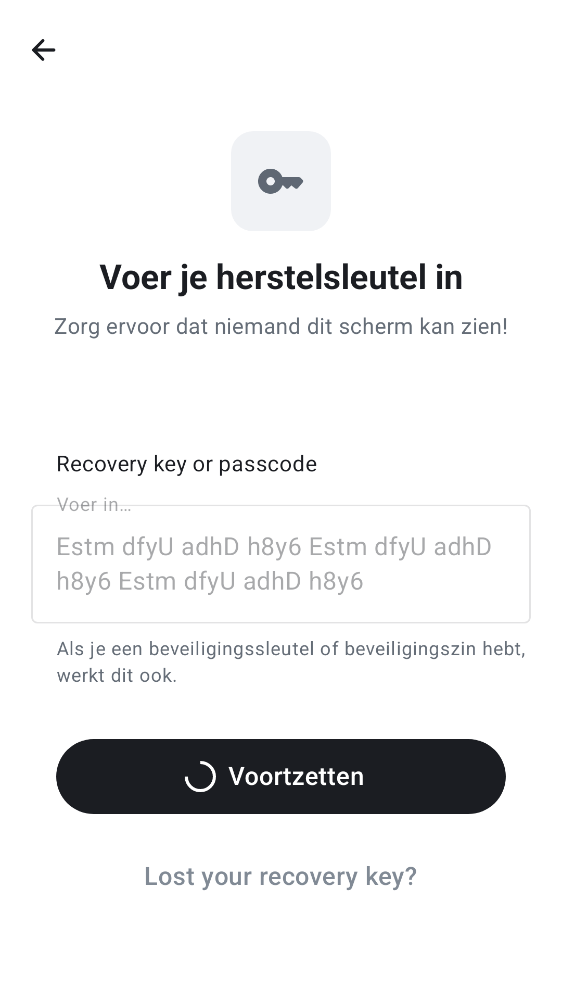 Voer je herstelsleutel in
Zorg ervoor dat niemand dit scherm kan zien!
Recovery key or passcode
Voer in…
Estm dfyU adhD h8y6 Estm dfyU adhD
h8y6 Estm dfyU adhD h8y6
Als je een beveiligingssleutel of beveiligingszin hebt,
werkt dit ook.
Voortzetten
Lost your recovery key?